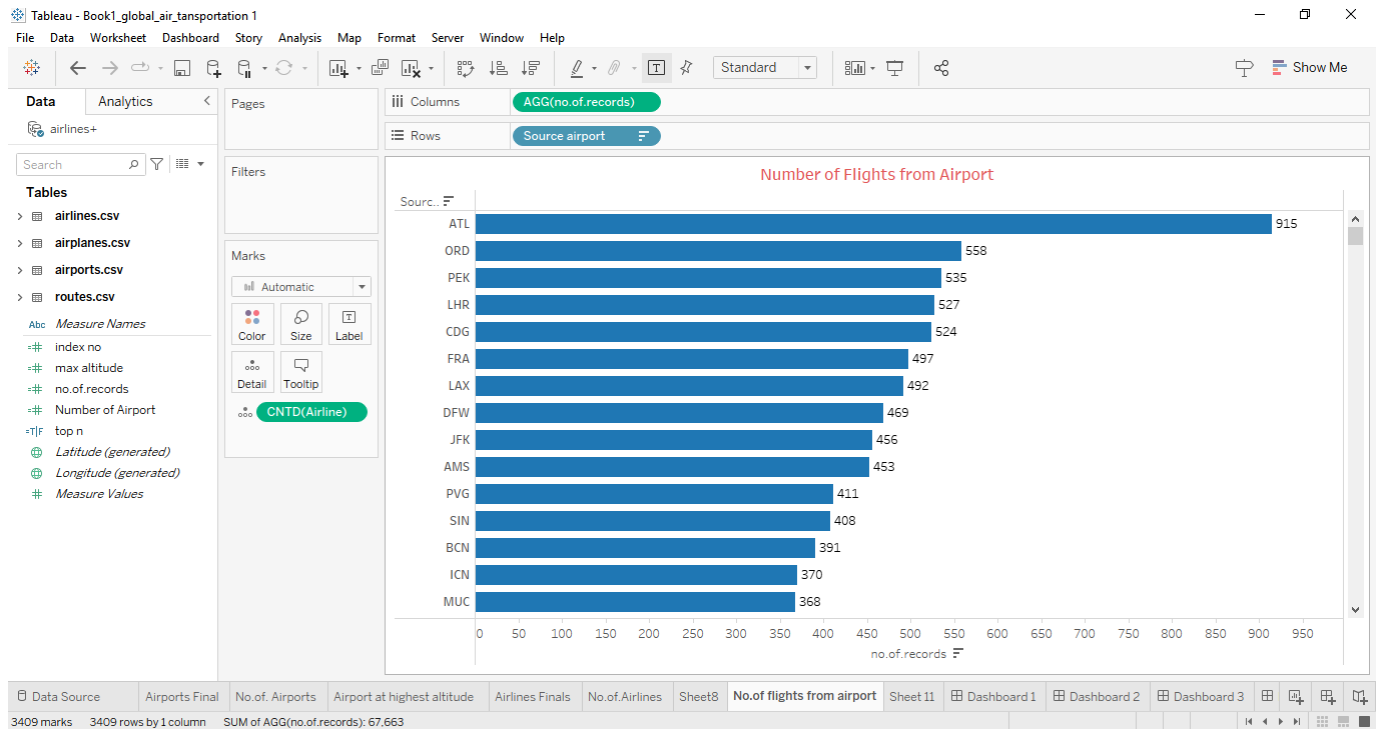 Tableau - Book1_global_air_tansportation 1
File Data Worksheet Dashboard Story Analysis Map Format Server Window Help
T Standard Show Me
Data Analytics
airlines+
Search
Tables
airlines.csv
airplanes.csv
airports.csv
routes.csv
Abc Measure Names
=# index no
=# max altitude
=# no.of.records
=# Number of Airport
=T|F top n
Latitude (generated)
Longitude (generated)
# Measure Values
Pages
Filters
Marks
Automatic
Color Size Label
Detail Tooltip
CNTD(Airline)
Columns AGG(no.of.records)
Rows Source airport
Number of Flights from Airport
Sourc..
ATL 915
ORD 558
PEK 535
LHR 527
CDG 524
FRA 497
LAX 492
DFW 469
JFK 456
AMS 453
PVG 411
SIN 408
BCN 391
ICN 370
MUC 368
0 50 100 150 200 250 300 350 400 450 500 550 600 650 700 750 800 850 900 950
no.of.records
Data Source Airports Final No.of. Airports Airport at highest altitude Airlines Finals No.of.Airlines Sheet8 No.of flights from airport Sheet 11 Dashboard 1 Dashboard 2 Dashboard 3
3409 marks 3409 rows by 1 column SUM of AGG(no.of.records): 67,663